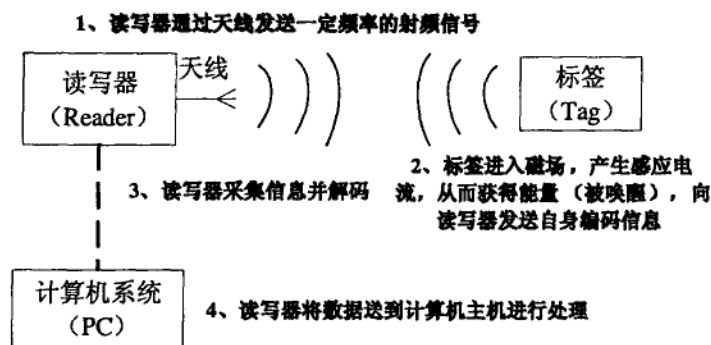 1、读写器通过天线发送一定频率的射频信号
读写器
（Reader）
天线
标签
（Tag）
2、标签进入磁场，产生感应电
流，从而获得能量（被唤醒），向
读写器发送自身编码信息
3、读写器采集信息并解码
计算机系统
（PC）
4、读写器将数据送到计算机主机进行处理